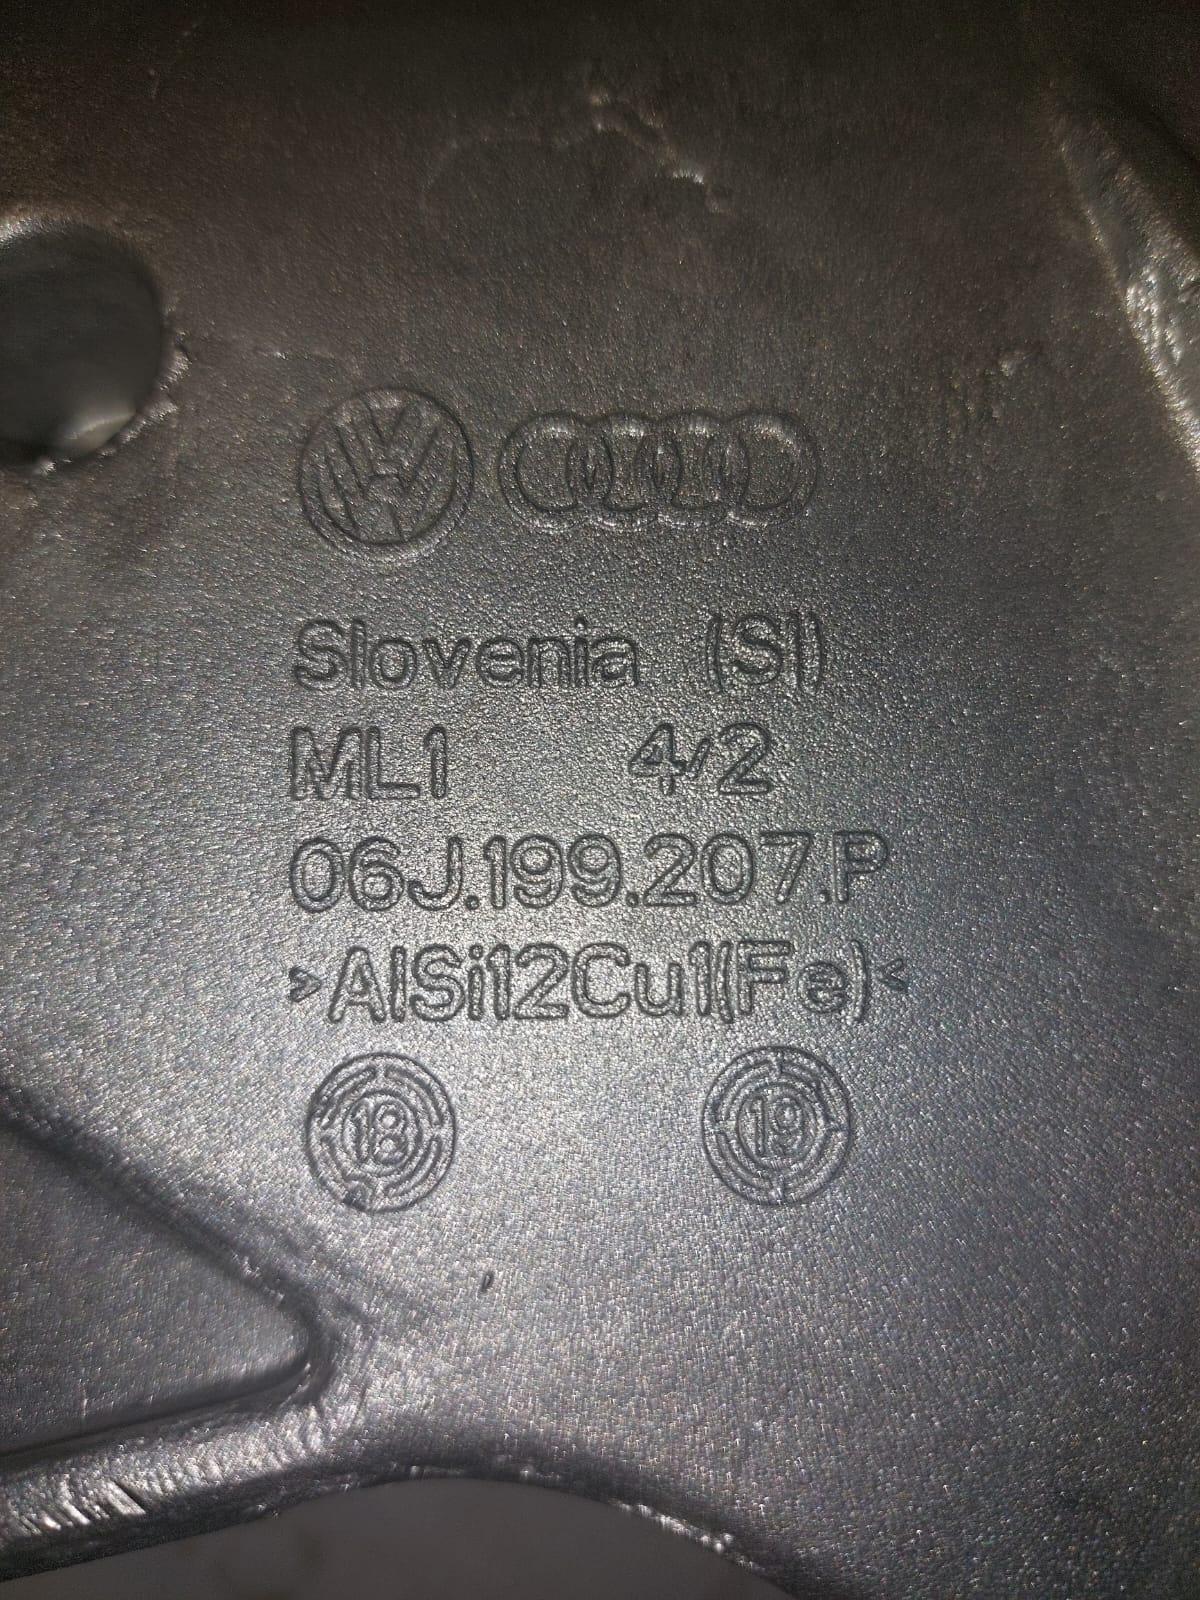 Slovenia (SI)
ML1 4/2
06J.199.207.P
>AlSi12Cu1(Fe)<
18 19